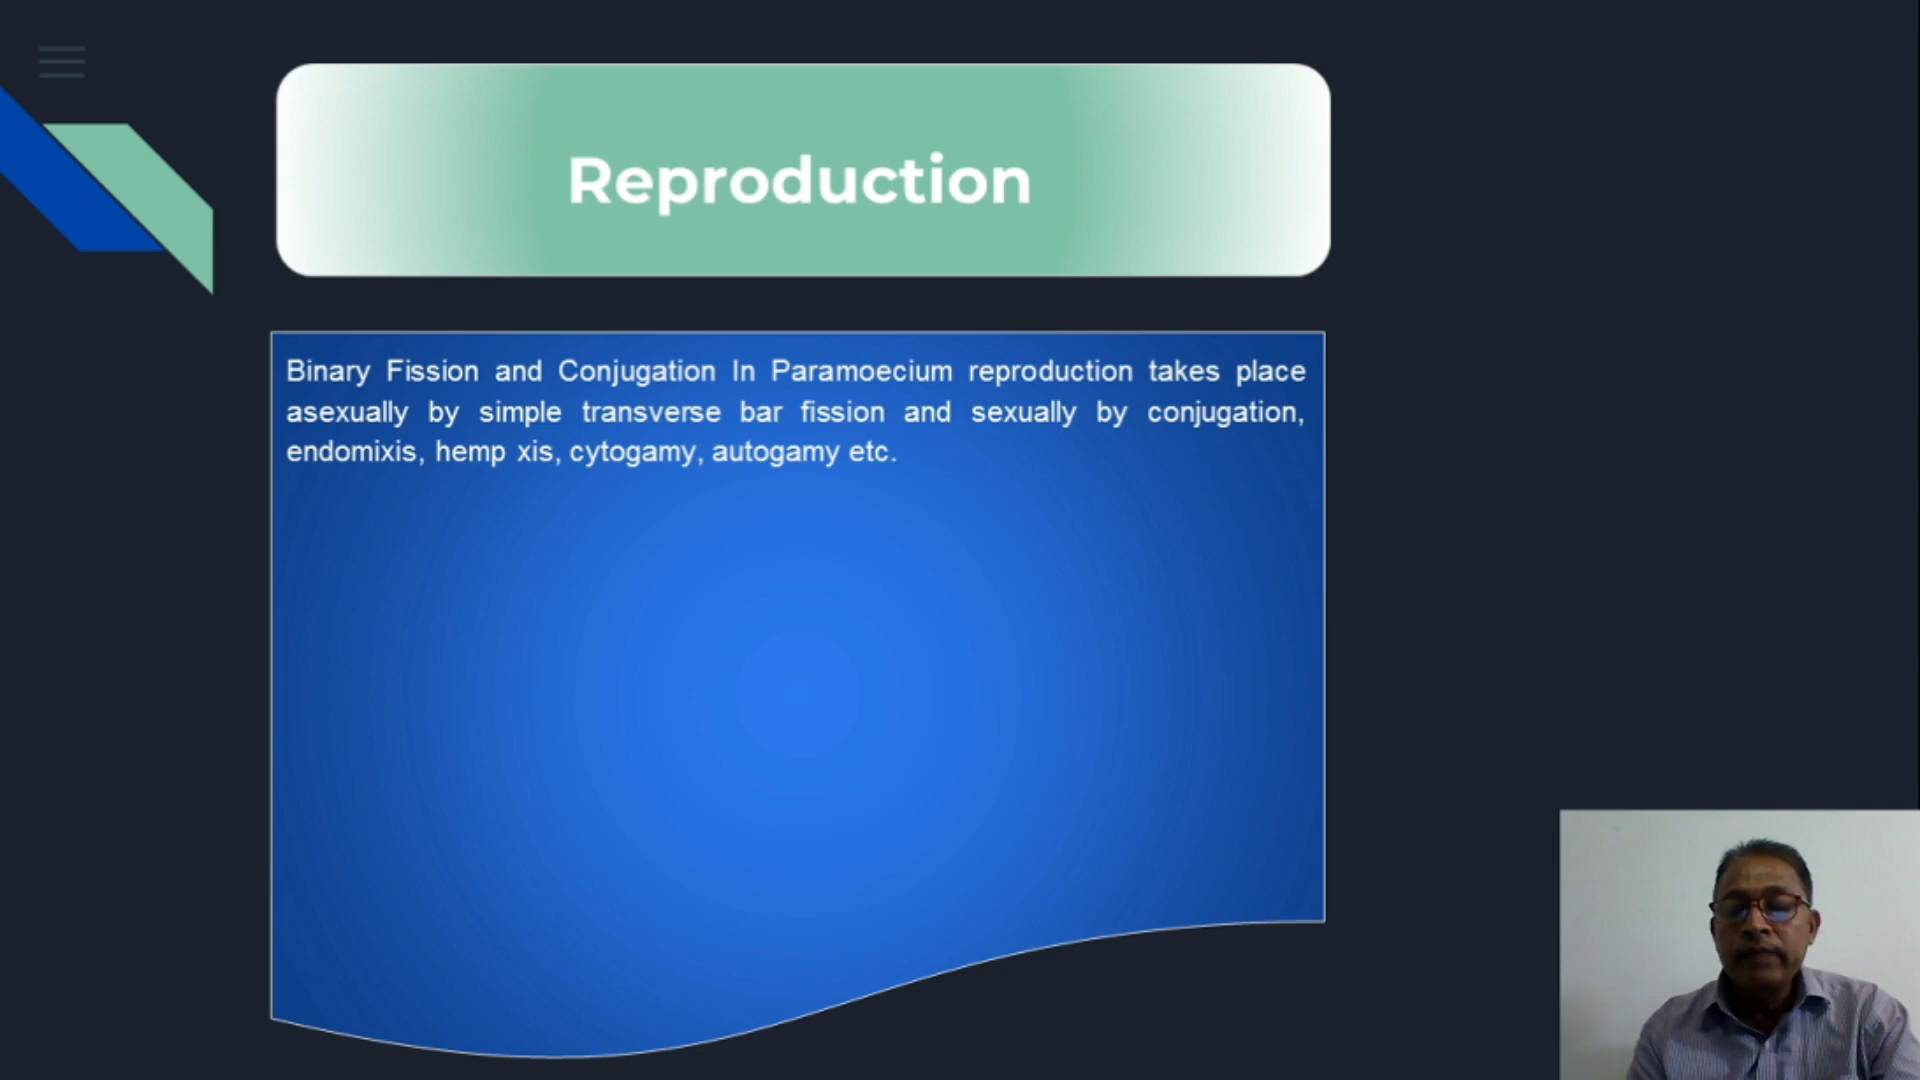 Reproduction
Binary Fission and Conjugation In Paramoecium reproduction takes place
asexually by simple transverse bar fission and sexually by conjugation,
endomixis, hemp xis, cytogamy, autogamy etc.